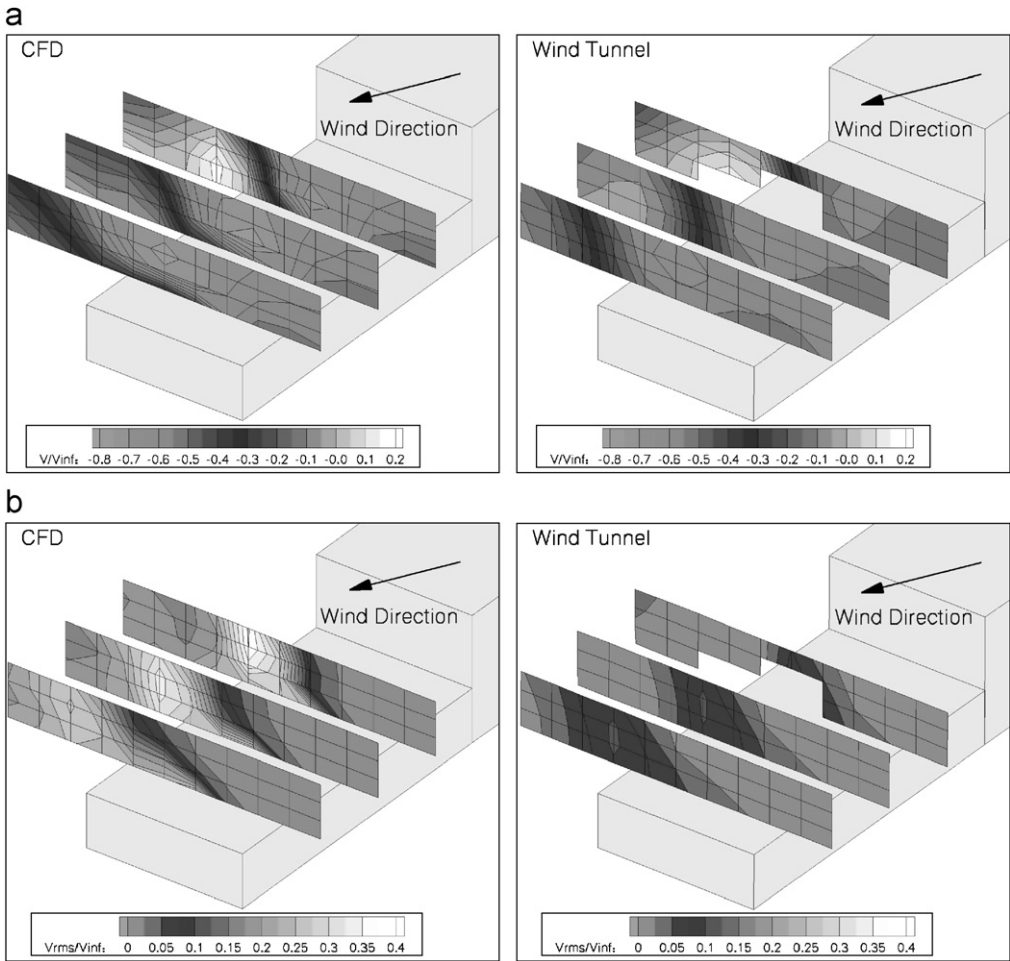 a
CFD
Wind Direction
V/Vinf: -0.8 -0.7 -0.6 -0.5 -0.4 -0.3 -0.2 -0.1 -0.0 0.1 0.2
Wind Tunnel
Wind Direction
V/Vinf: -0.8 -0.7 -0.6 -0.5 -0.4 -0.3 -0.2 -0.1 -0.0 0.1 0.2
b
CFD
Wind Direction
Vrms/Vinf: 0 0.05 0.1 0.15 0.2 0.25 0.3 0.35 0.4
Wind Tunnel
Wind Direction
Vrms/Vinf: 0 0.05 0.1 0.15 0.2 0.25 0.3 0.35 0.4